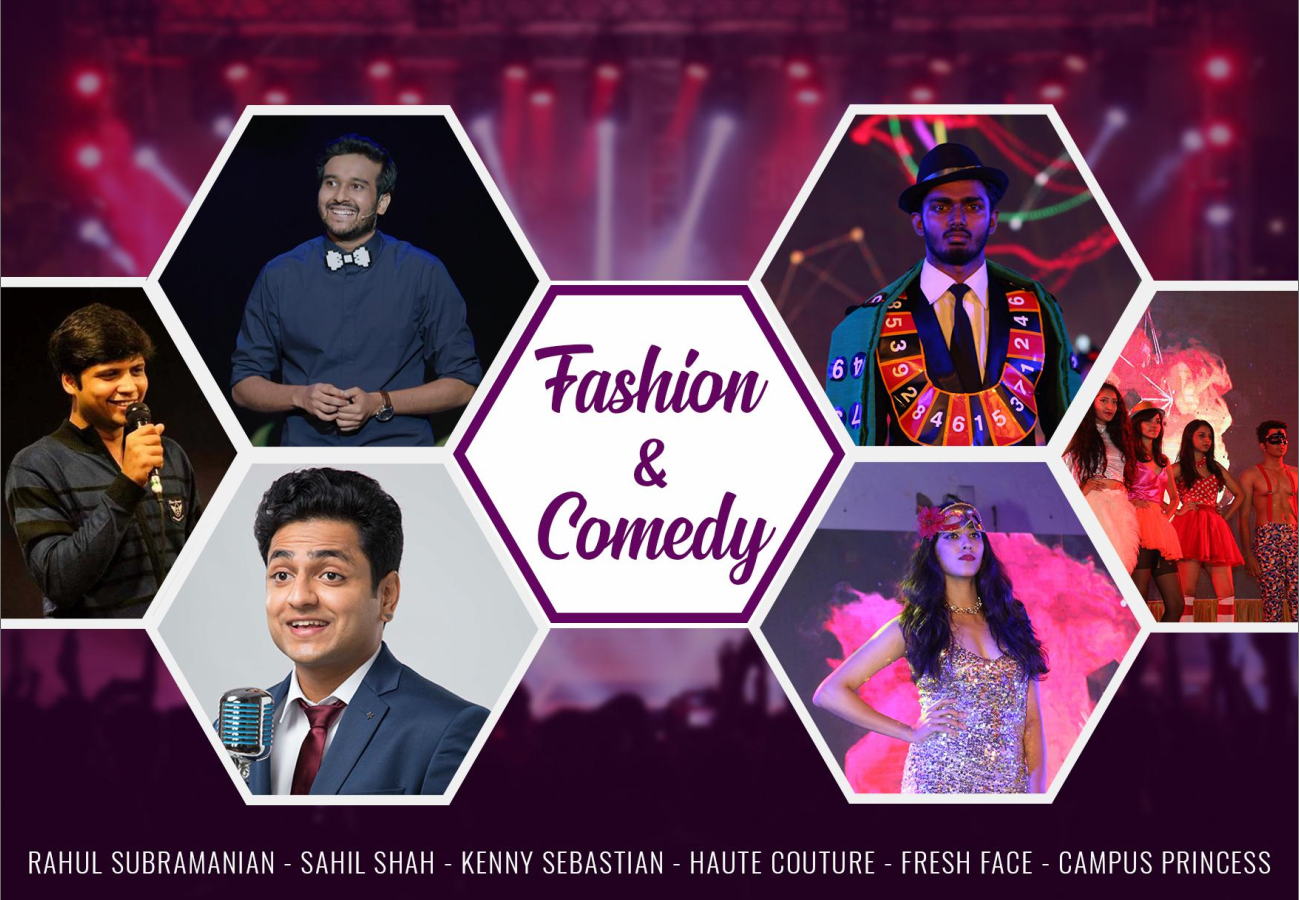 Fashion
&
Comedy
RAHUL SUBRAMANIAN - SAHIL SHAH - KENNY SEBASTIAN - HAUTE COUTURE - FRESH FACE - CAMPUS PRINCESS